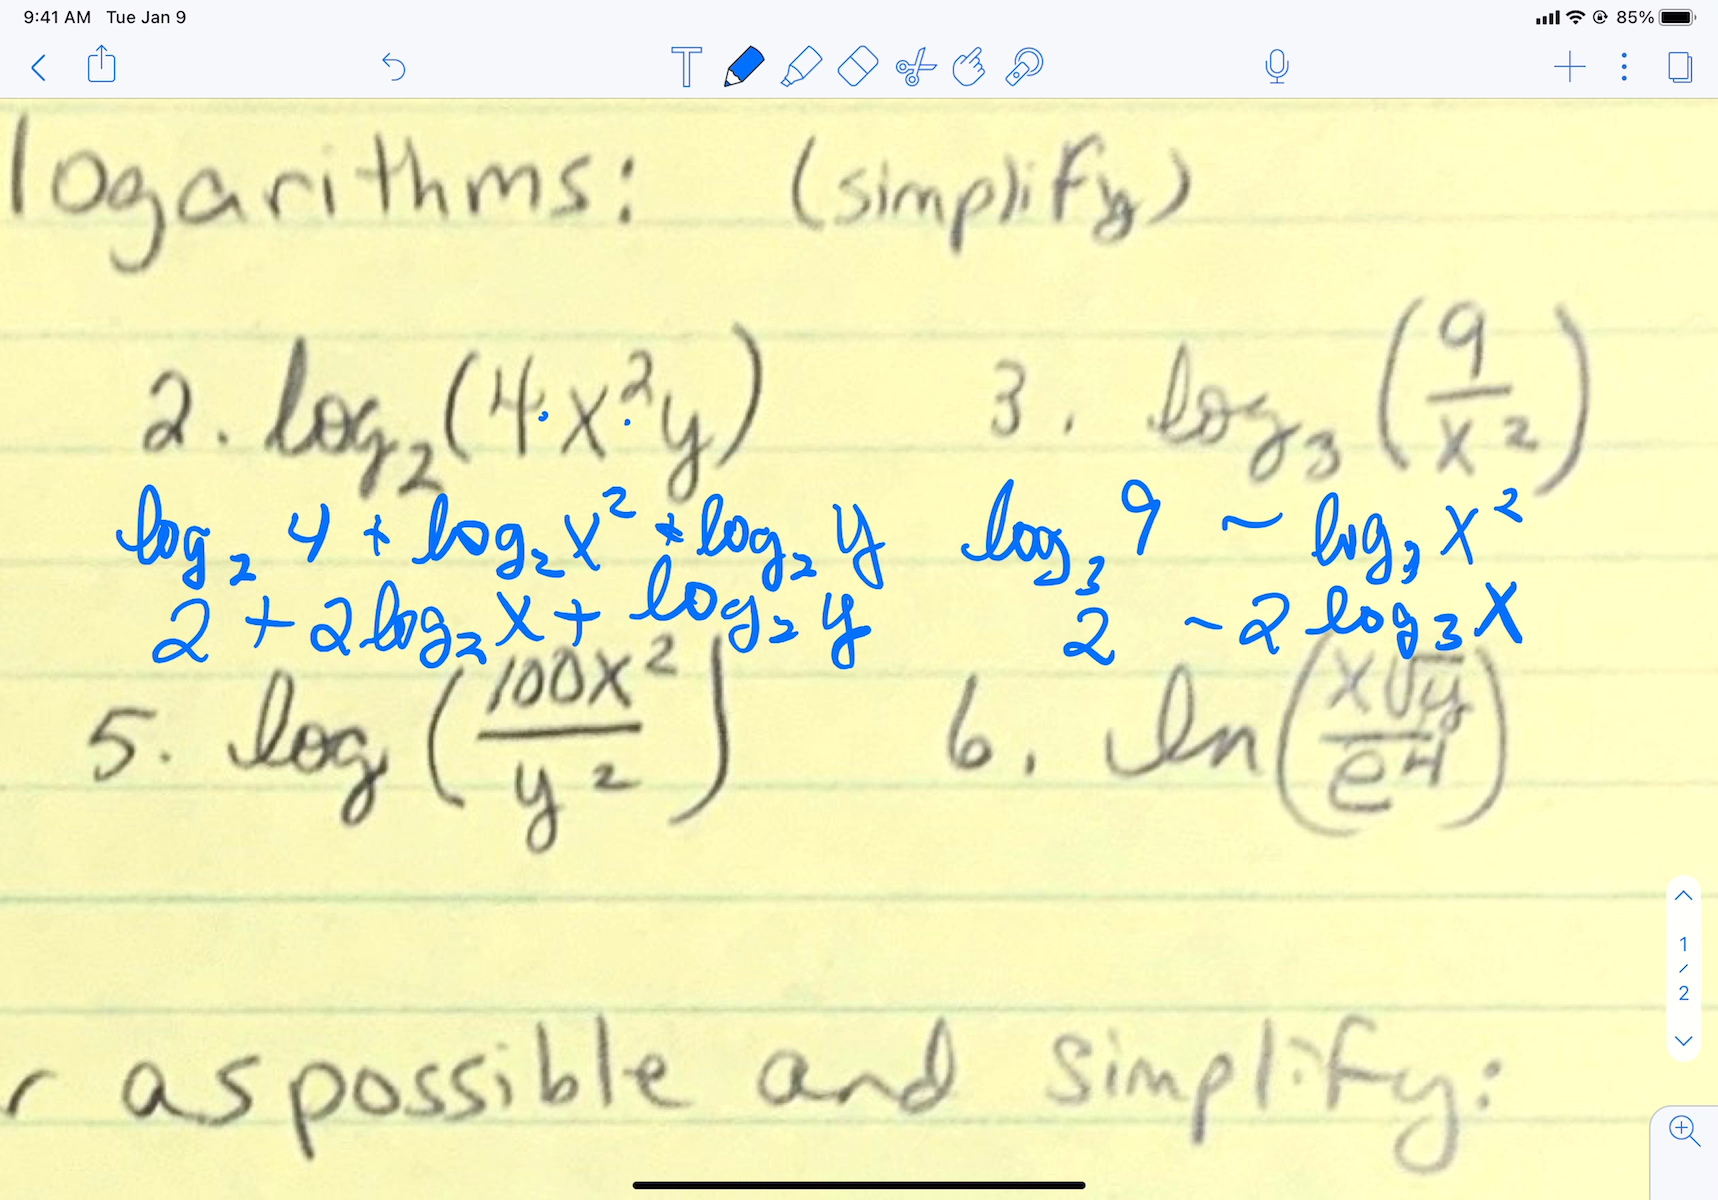 9:41 AM Tue Jan 9
85%
T
logarithms: (simplify)
2. log₂(4·x²·y)
3. log₃(9/x²)
log₂ 4 + log₂ x² + log₂ y
log₃ 9 - log₃ x²
2 + 2log₂ x + log₂ y
2 - 2 log₃ x
5. log(100x²/y²)
6. ln(x√y/e⁴)
1
/
2
r as possible and simplify: